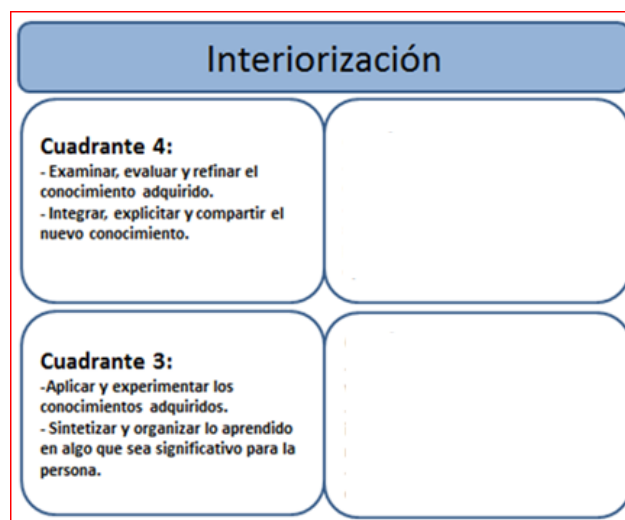 Interiorización
Cuadrante 4:
- Examinar, evaluar y refinar el
conocimiento adquirido.
- Integrar, explicitar y compartir el
nuevo conocimiento.
Cuadrante 3:
-Aplicar y experimentar los
conocimientos adquiridos.
- Sintetizar y organizar lo aprendido
en algo que sea significativo para la
persona.